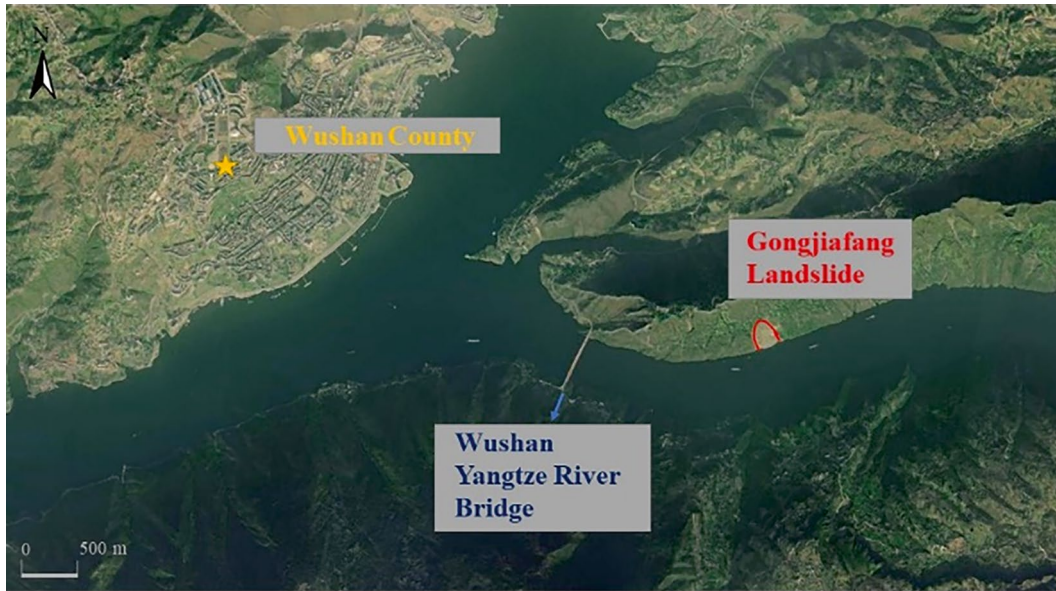 N
Wushan County
Gongjiafang
Landslide
Wushan
Yangtze River
Bridge
0 500 m